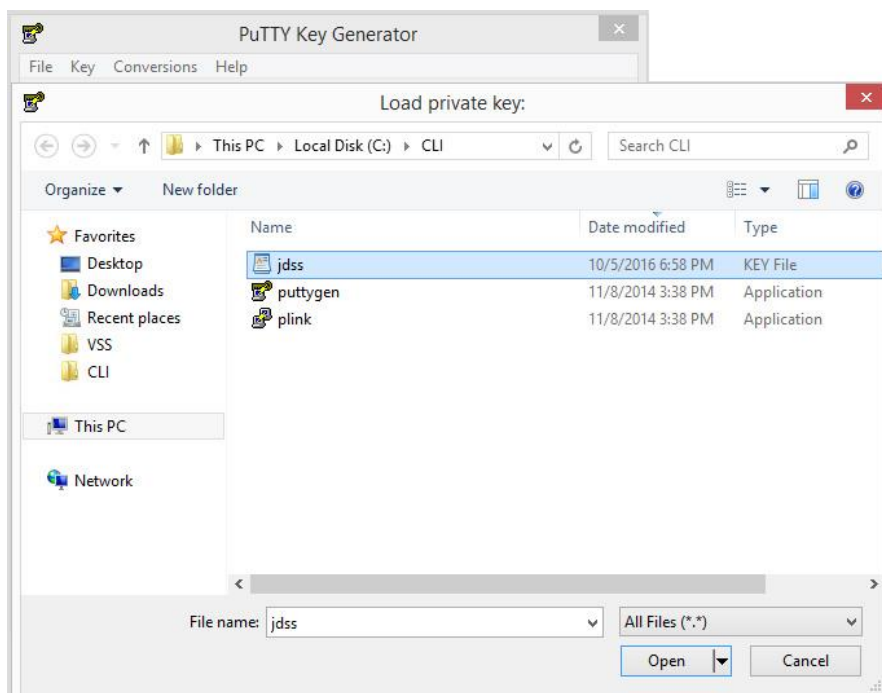 PuTTY Key Generator
File Key Conversions Help
Load private key:
This PC Local Disk (C:) CLI
Search CLI
Organize New folder
Name Date modified Type
Favorites
Desktop
Downloads
Recent places
VSS
CLI
This PC
Network
jdss 10/5/2016 6:58 PM KEY File
puttygen 11/8/2014 3:38 PM Application
plink 11/8/2014 3:38 PM Application
File name: jdss All Files (*.*)
Open Cancel